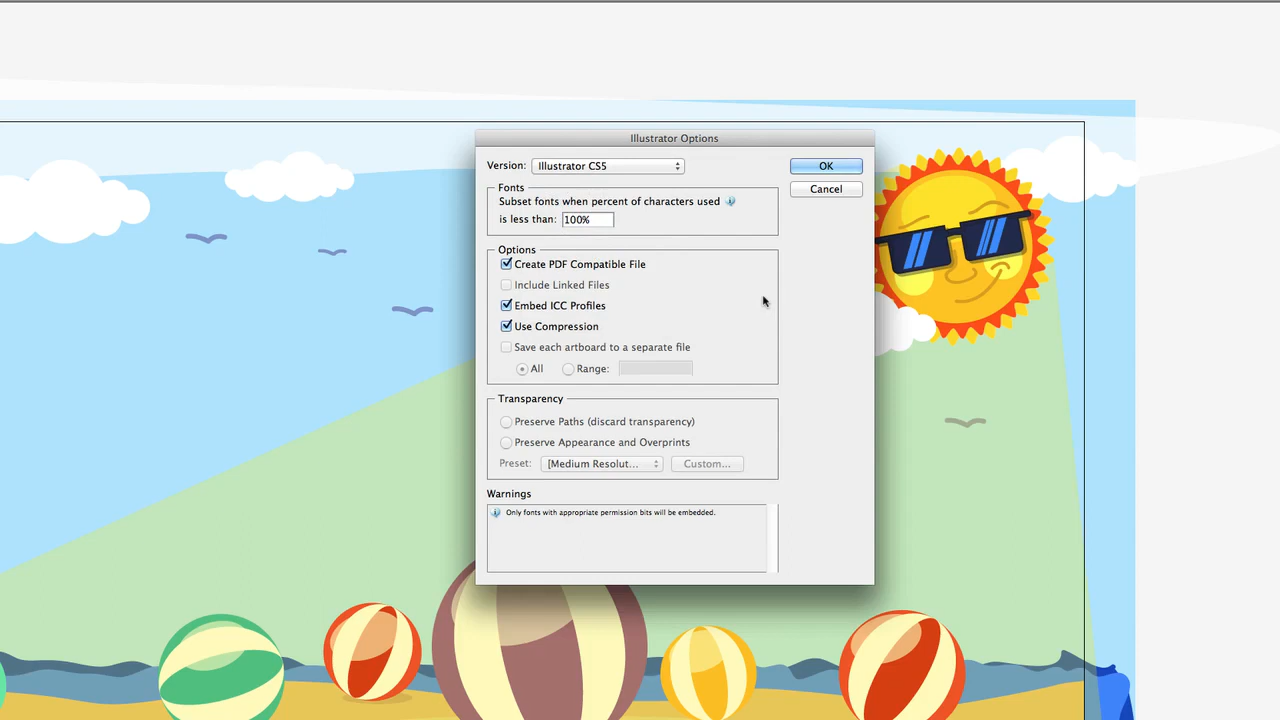 Illustrator Options
Version: Illustrator CS5
OK
Cancel
Fonts
Subset fonts when percent of characters used
is less than: 100%
Options
Create PDF Compatible File
Include Linked Files
Embed ICC Profiles
Use Compression
Save each artboard to a separate file
All Range:
Transparency
Preserve Paths (discard transparency)
Preserve Appearance and Overprints
Preset: [Medium Resolut... Custom...
Warnings
Only fonts with appropriate permission bits will be embedded.